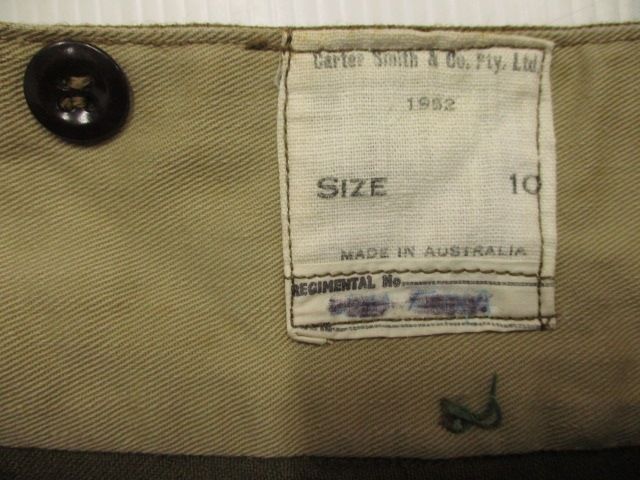 Carter Smith & Co. Pty. Ltd.
1952
SIZE 10
MADE IN AUSTRALIA
REGIMENTAL No